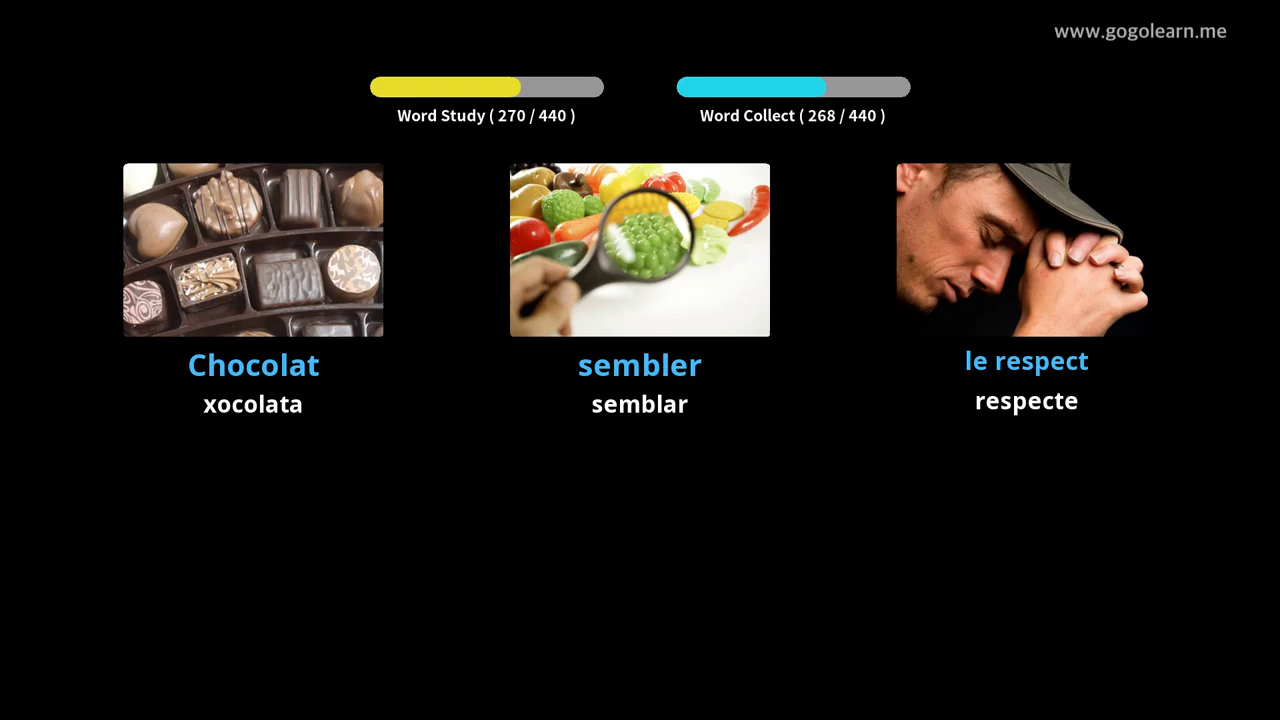 www.gogolearn.me
Word Study ( 270 / 440 )
Word Collect ( 268 / 440 )
Chocolat
xocolata
sembler
semblar
le respect
respecte